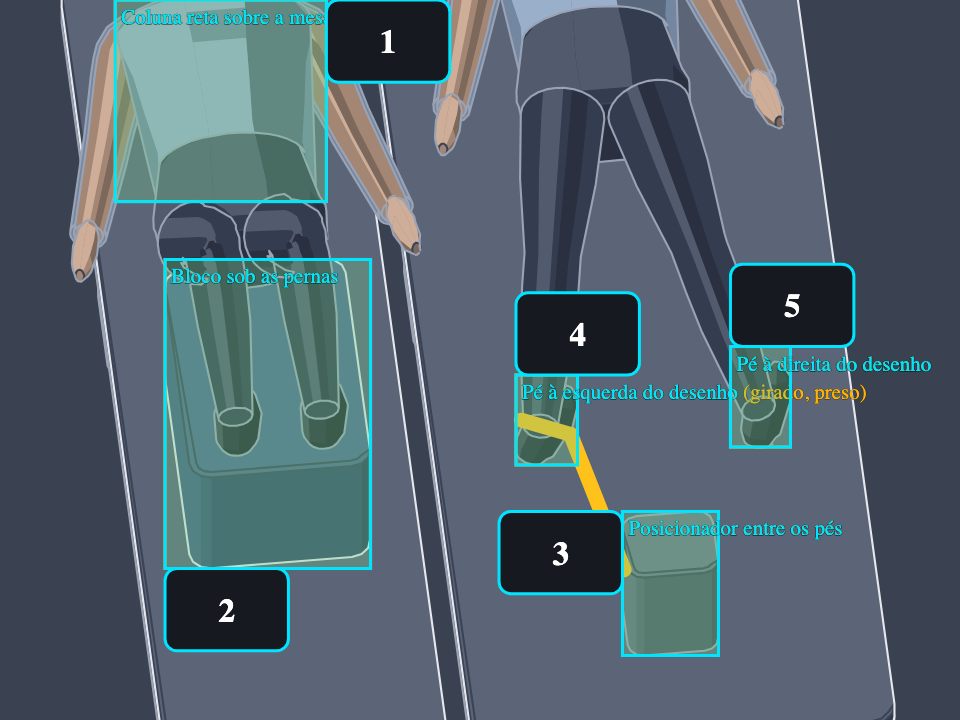 Coluna reta sobre a mes
1
Bloco sob as pernas
2
4
5
Pé à direita do desenho
Pé à esquerda do desenho (girado, preso)
3
Posicionador entre os pés